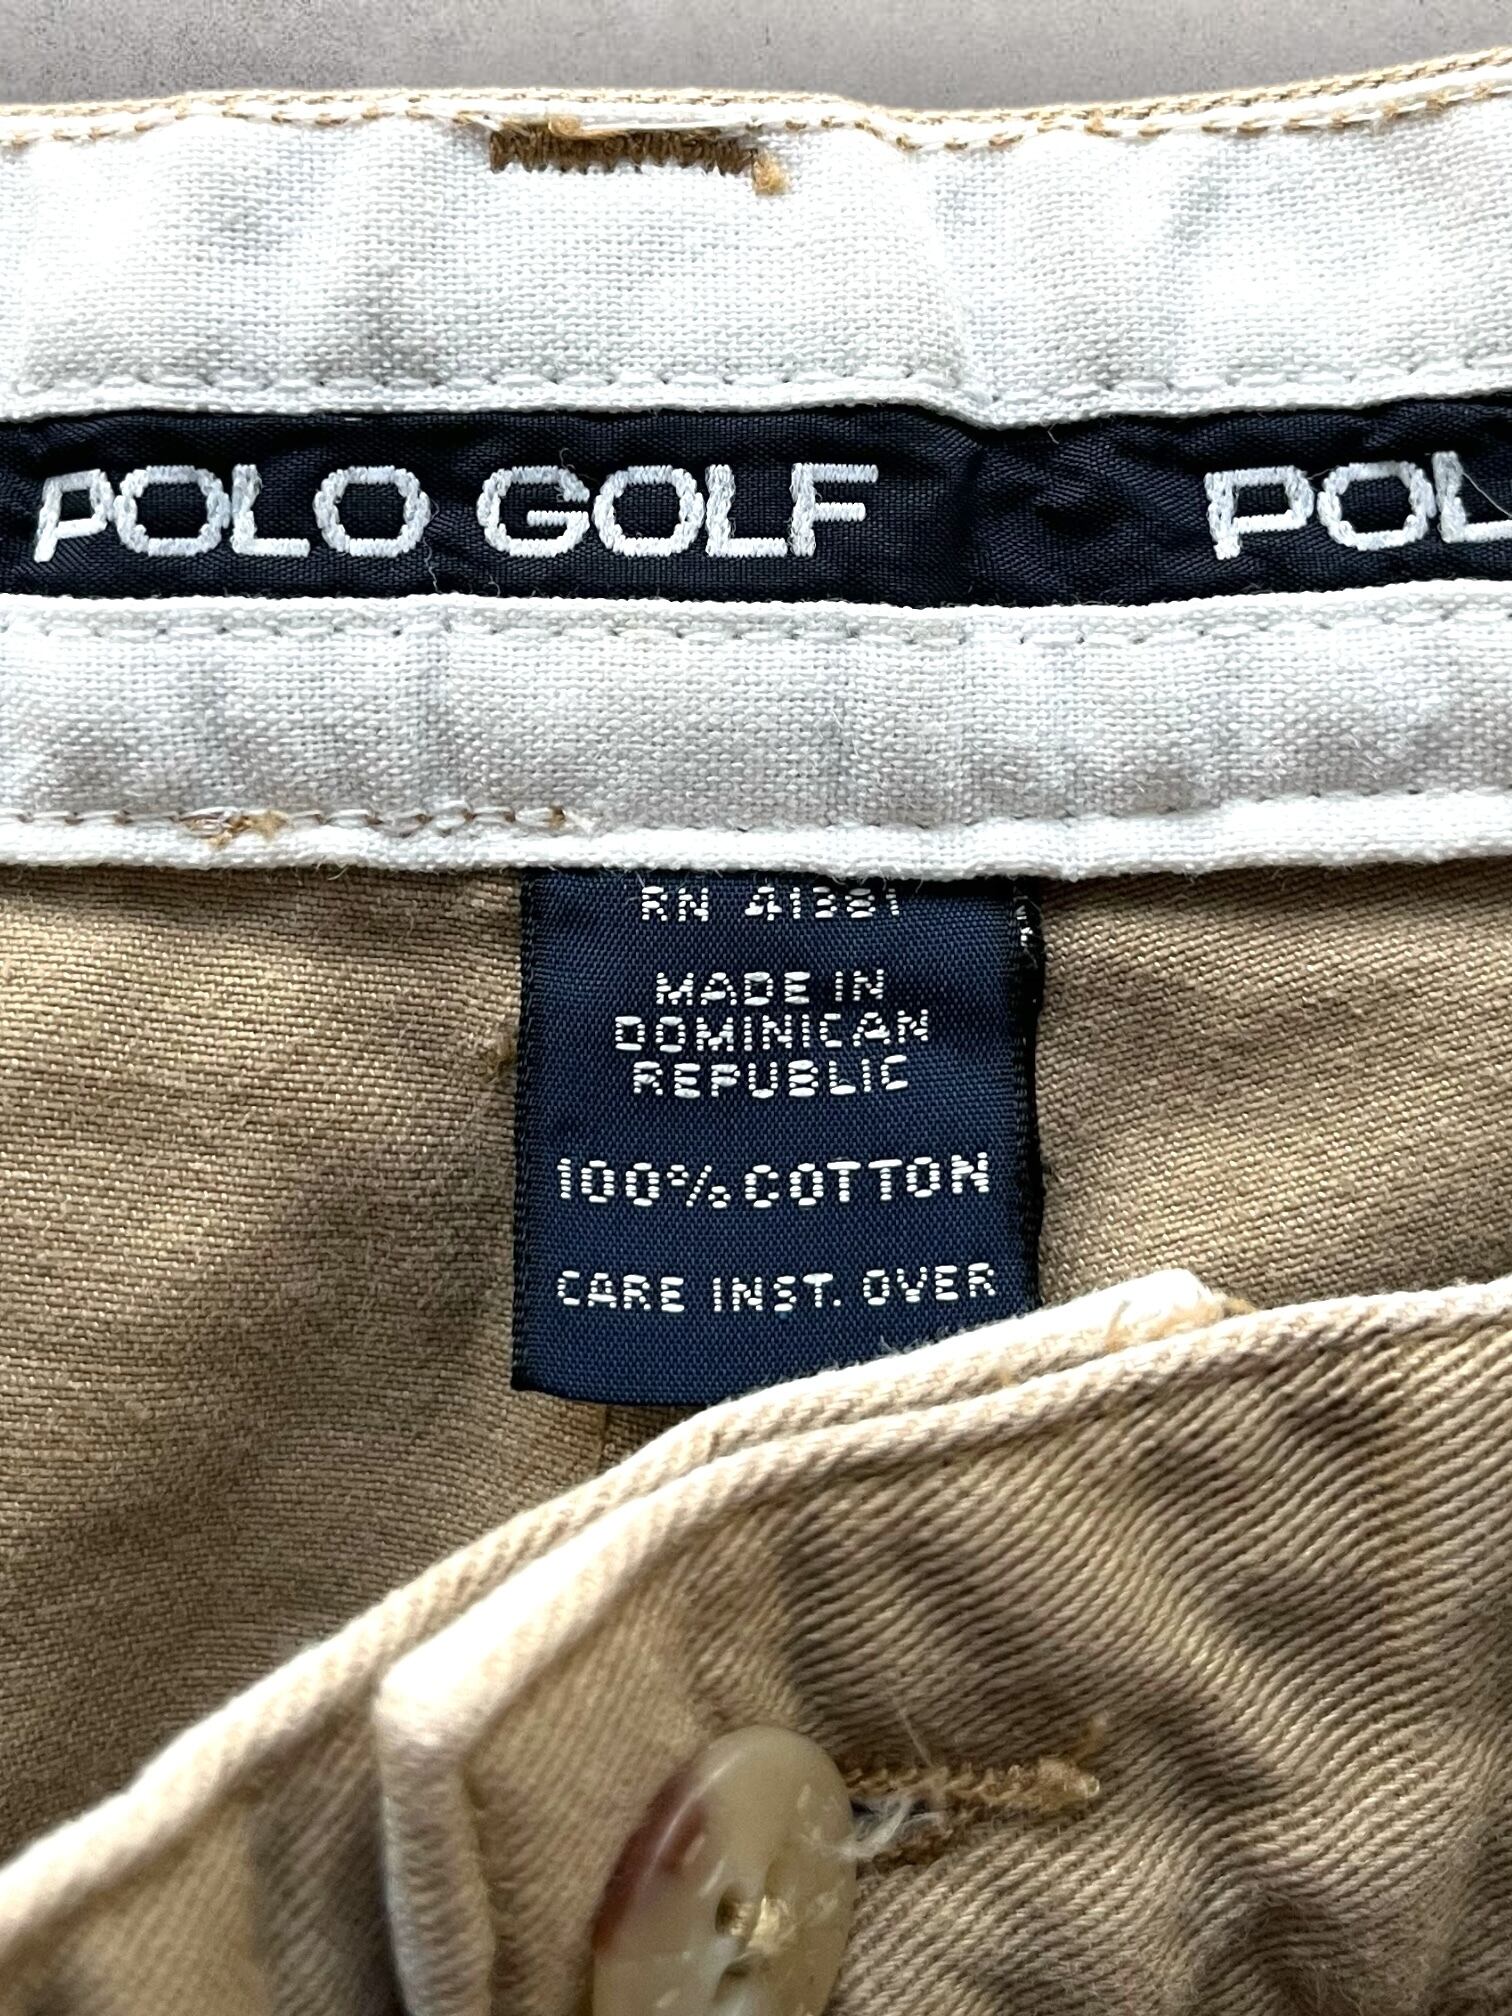 POLO GOLF POL
RN 41381
MADE IN
DOMINICAN
REPUBLIC
100% COTTON
CARE INST. OVER